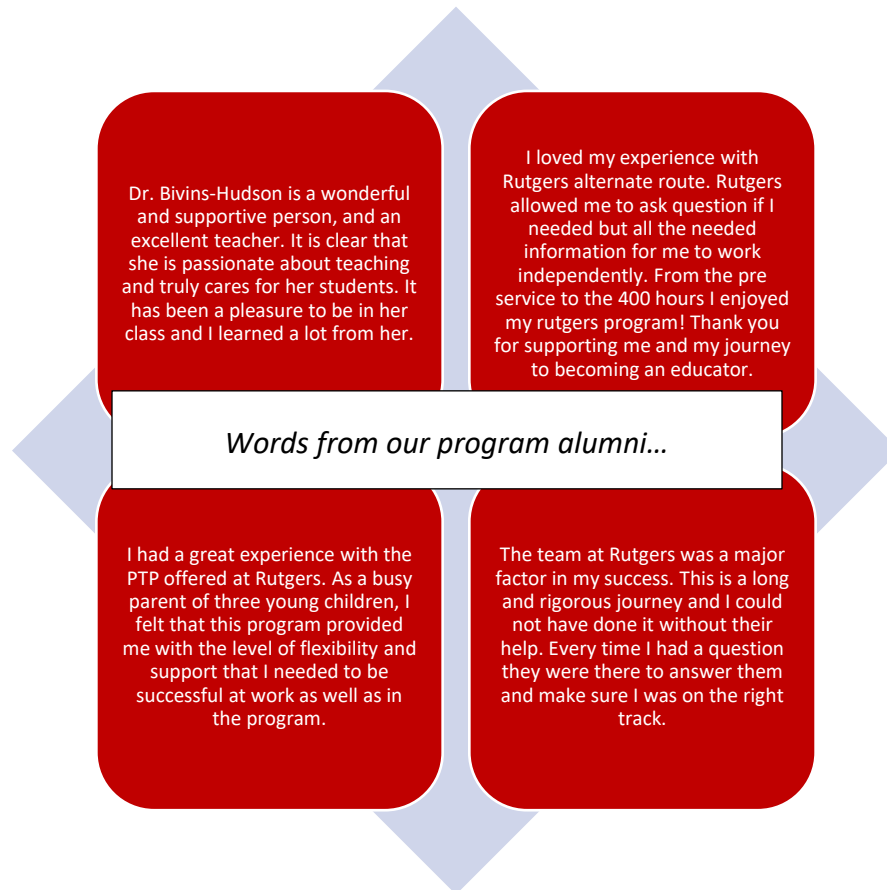 Dr. Bivins-Hudson is a wonderful
and supportive person, and an
excellent teacher. It is clear that
she is passionate about teaching
and truly cares for her students. It
has been a pleasure to be in her
class and I learned a lot from her.
I loved my experience with
Rutgers alternate route. Rutgers
allowed me to ask question if I
needed but all the needed
information for me to work
independently. From the pre
service to the 400 hours I enjoyed
my rutgers program! Thank you
for supporting me and my journey
to becoming an educator.
Words from our program alumni...
I had a great experience with the
PTP offered at Rutgers. As a busy
parent of three young children, I
felt that this program provided
me with the level of flexibility and
support that I needed to be
successful at work as well as in
the program.
The team at Rutgers was a major
factor in my success. This is a long
and rigorous journey and I could
not have done it without their
help. Every time I had a question
they were there to answer them
and make sure I was on the right
track.